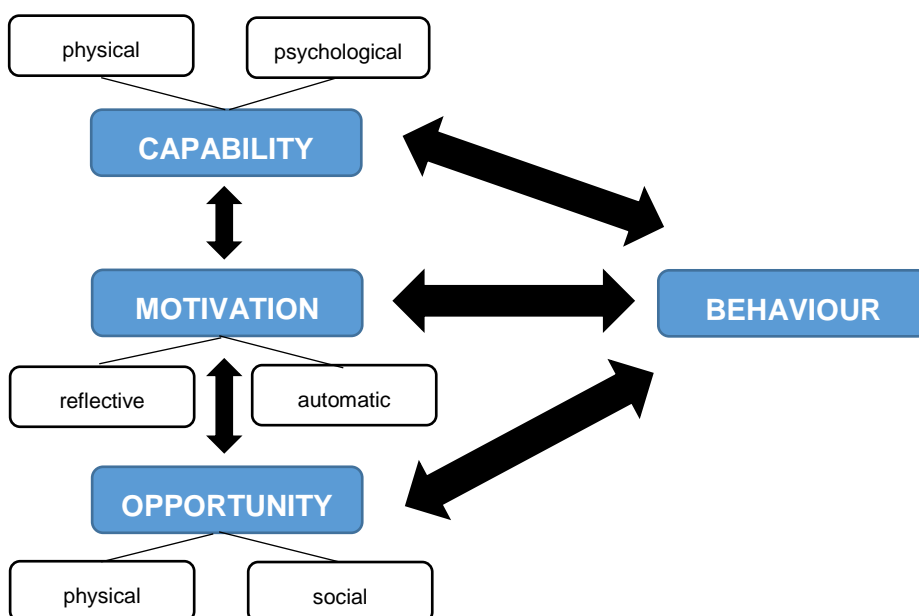 physical
psychological
CAPABILITY
MOTIVATION
BEHAVIOUR
reflective
automatic
OPPORTUNITY
physical
social